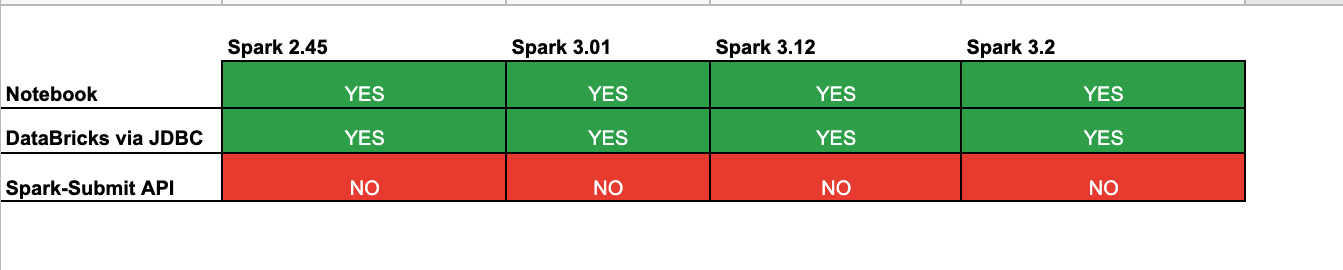 Spark 2.45 Spark 3.01 Spark 3.12 Spark 3.2
Notebook YES YES YES YES
DataBricks via JDBC YES YES YES YES
Spark-Submit API NO NO NO NO